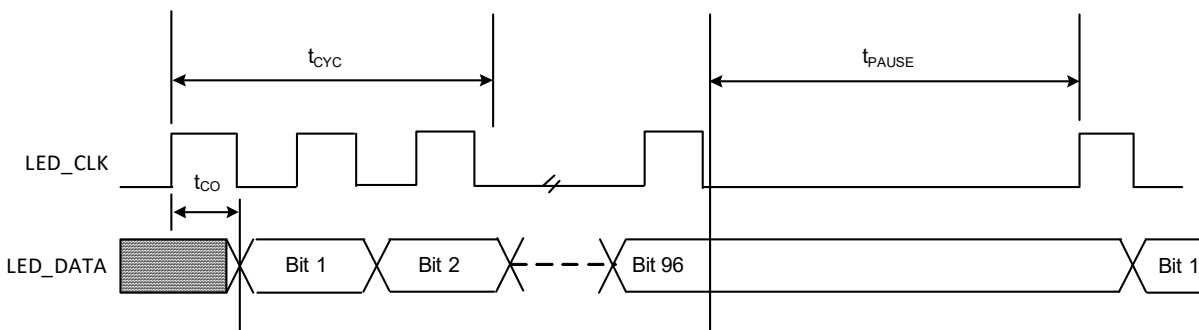 tCYC
tPAUSE
LED_CLK
tCO
LED_DATA
Bit 1
Bit 2
Bit 96
Bit 1